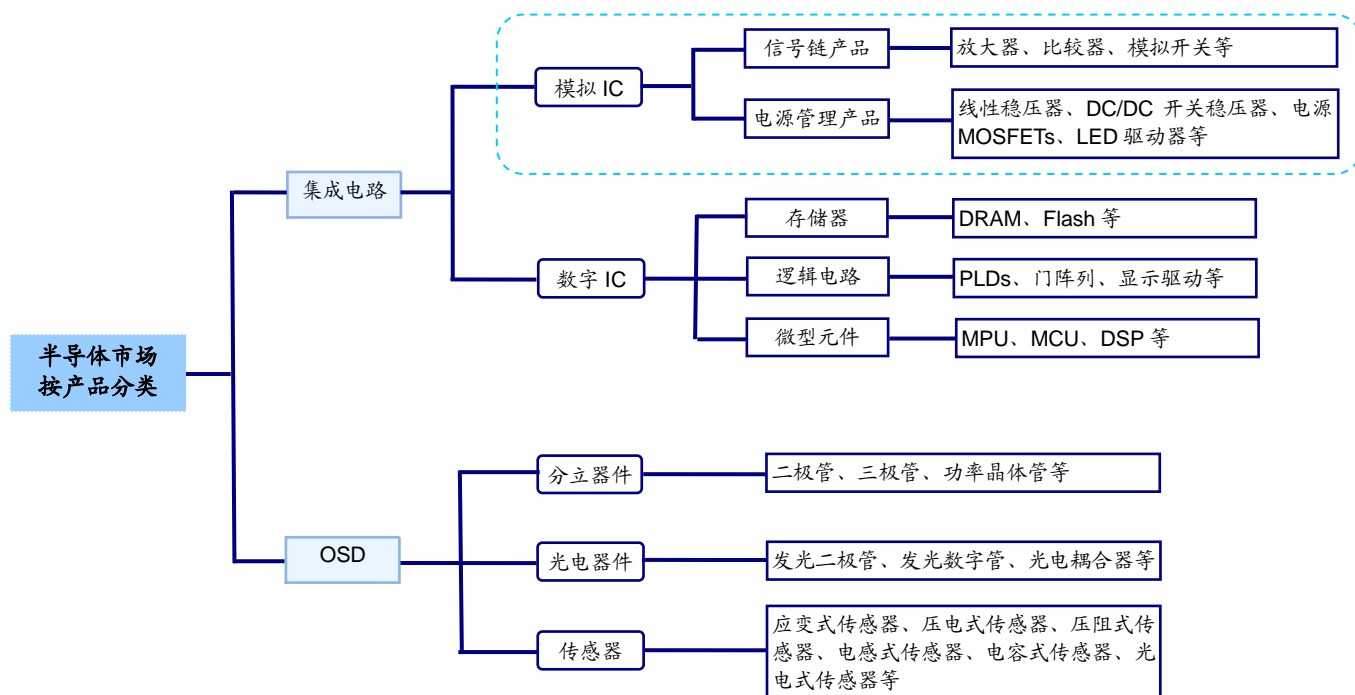 半导体市场
按产品分类
集成电路
模拟 IC
信号链产品
放大器、比较器、模拟开关等
电源管理产品
线性稳压器、DC/DC 开关稳压器、电源
MOSFETs、LED 驱动器等
数字 IC
存储器
DRAM、Flash 等
逻辑电路
PLDs、门阵列、显示驱动等
微型元件
MPU、MCU、DSP 等
OSD
分立器件
二极管、三极管、功率晶体管等
光电器件
发光二极管、发光数字管、光电耦合器等
传感器
应变式传感器、压电式传感器、压阻式传
感器、电感式传感器、电容式传感器、光
电式传感器等